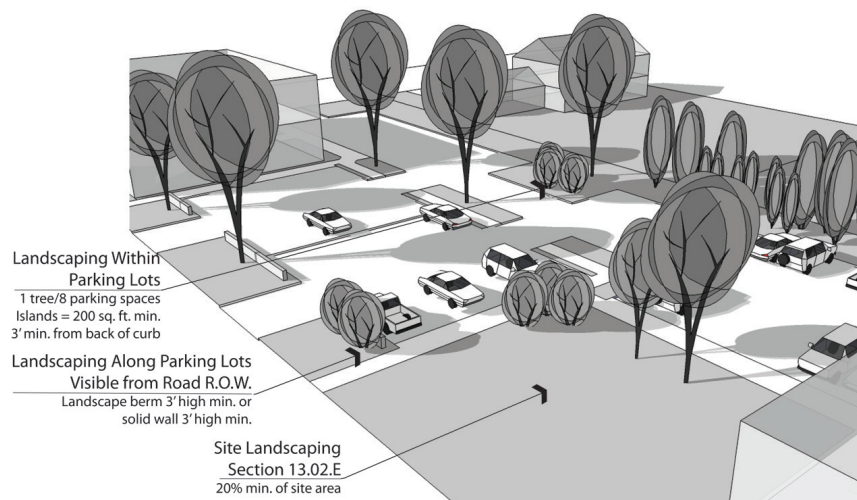 Landscaping Within
Parking Lots
1 tree/8 parking spaces
Islands = 200 sq. ft. min.
3' min. from back of curb
Landscaping Along Parking Lots
Visible from Road R.O.W.
Landscape berm 3' high min. or
solid wall 3' high min.
Site Landscaping
Section 13.02.E
20% min. of site area